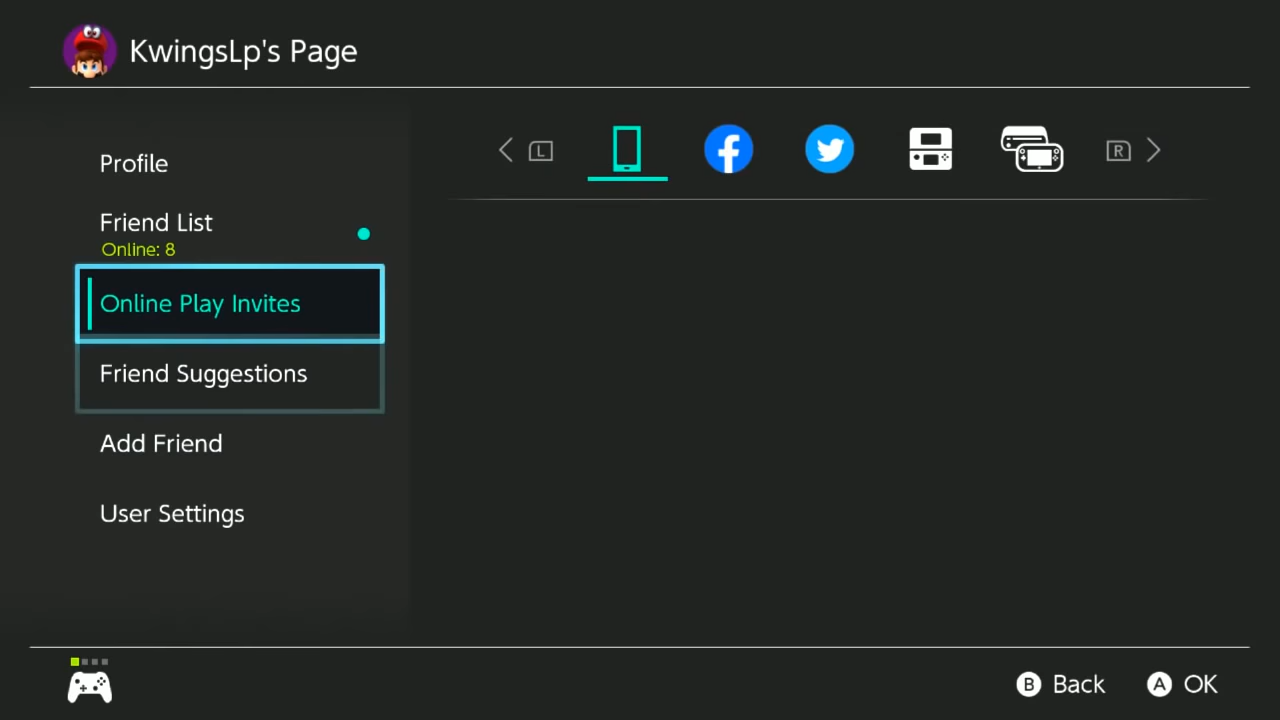 KwingsLp's Page
Profile
Friend List
Online: 8
Online Play Invites
Friend Suggestions
Add Friend
User Settings
L
R
B Back
A OK